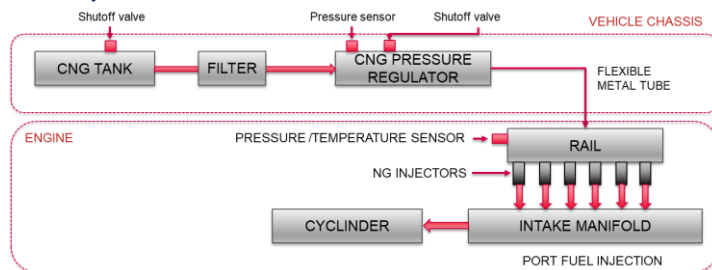 Shutoff valve
Pressure sensor
Shutoff valve
VEHICLE CHASSIS
CNG TANK
FILTER
CNG PRESSURE
REGULATOR
FLEXIBLE
METAL TUBE
ENGINE
PRESSURE /TEMPERATURE SENSOR
RAIL
NG INJECTORS
CYCLINDER
INTAKE MANIFOLD
PORT FUEL INJECTION